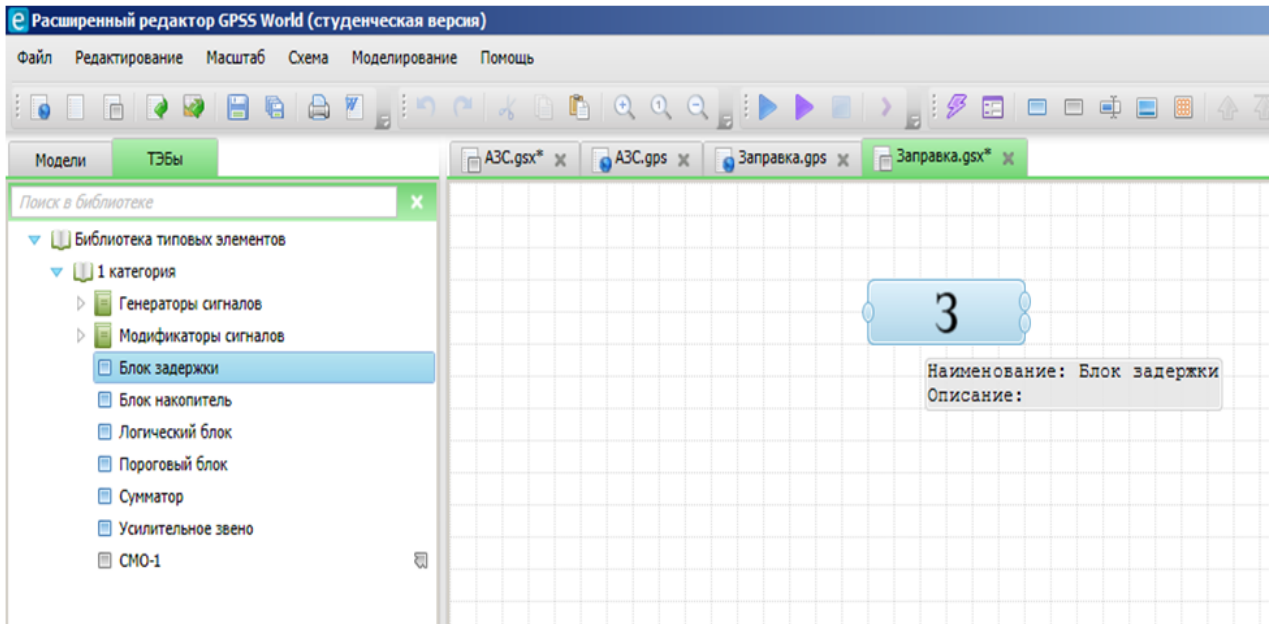 Расширенный редактор GPSS World (студенческая версия)
Файл Редактирование Масштаб Схема Моделирование Помощь
Модели ТЭБы
АЗС.gsx* АЗС.gps Заправка.gps Заправка.gsx*
Поиск в библиотеке
Библиотека типовых элементов
1 категория
Генераторы сигналов
Модификаторы сигналов
Блок задержки
Блок накопитель
Логический блок
Пороговый блок
Сумматор
Усилительное звено
СМО-1
З
Наименование: Блок задержки
Описание: